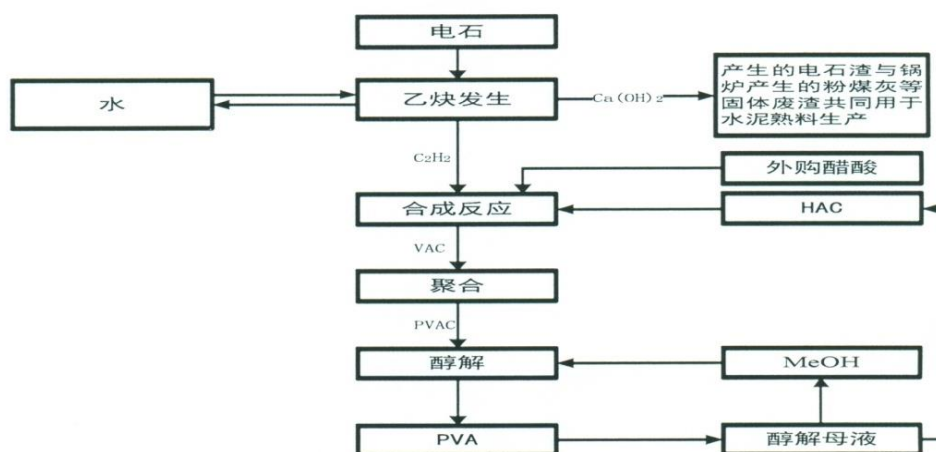 电石
水
乙炔发生
Ca(OH)2
产生的电石渣与锅
炉产生的粉煤灰等
固体废渣共同用于
水泥熟料生产
C2H2
外购醋酸
合成反应
HAC
VAC
聚合
PVAC
醇解
MeOH
PVA
醇解母液